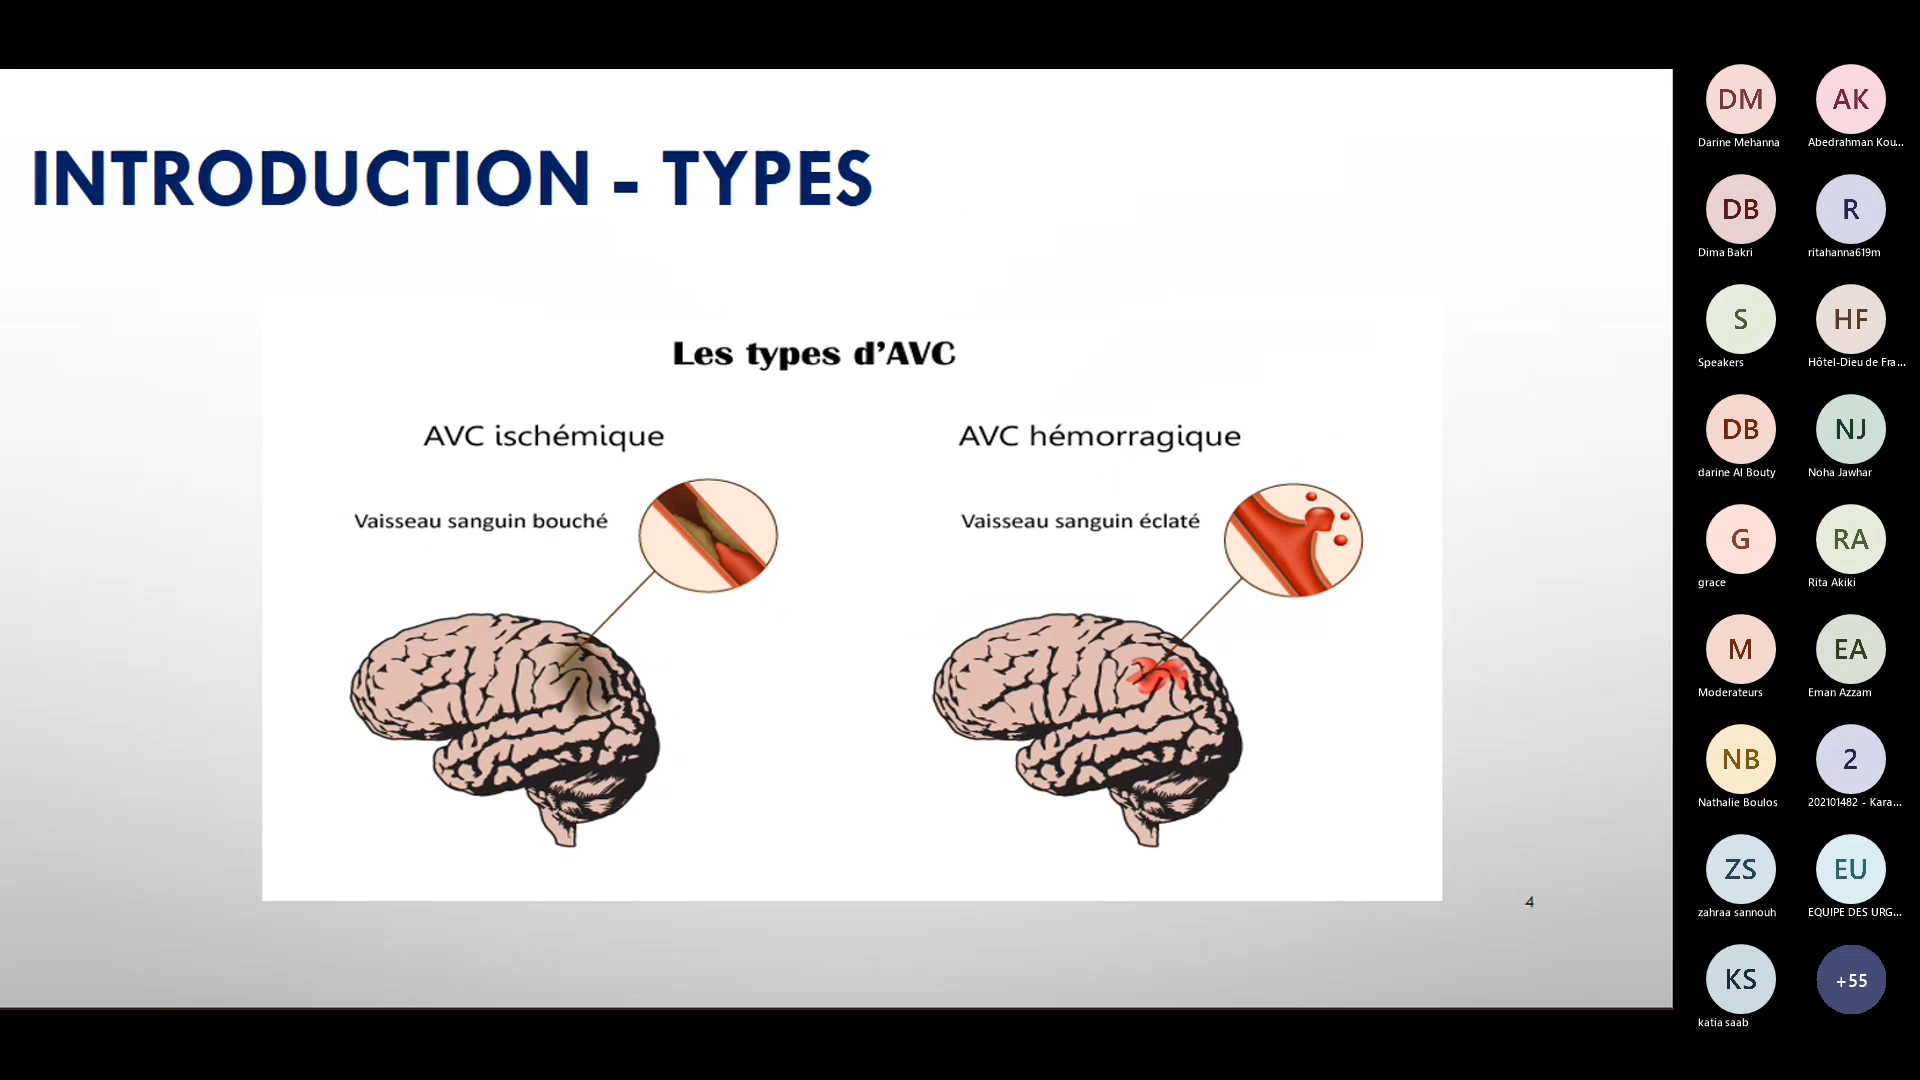 INTRODUCTION - TYPES
Les types d’AVC
AVC ischémique
AVC hémorragique
Vaisseau sanguin bouché
Vaisseau sanguin éclaté
4
DM
Darine Mehanna
AK
Abedrahman Kou...
DB
Dima Bakri
R
ritahanna619m
S
Speakers
HF
Hôtel-Dieu de Fra...
DB
darine Al Bouty
NJ
Noha Jawhar
G
grace
RA
Rita Akiki
M
Moderateurs
EA
Eman Azzam
NB
Nathalie Boulos
2
202101482 - Kara...
ZS
zahraa sannouh
EU
EQUIPE DES URG...
KS
katia saab
+55